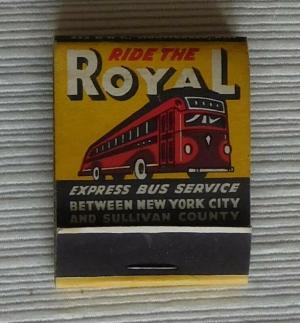 RIDE THE
ROYAL
EXPRESS BUS SERVICE
BETWEEN NEW YORK CITY
AND SULLIVAN COUNTY